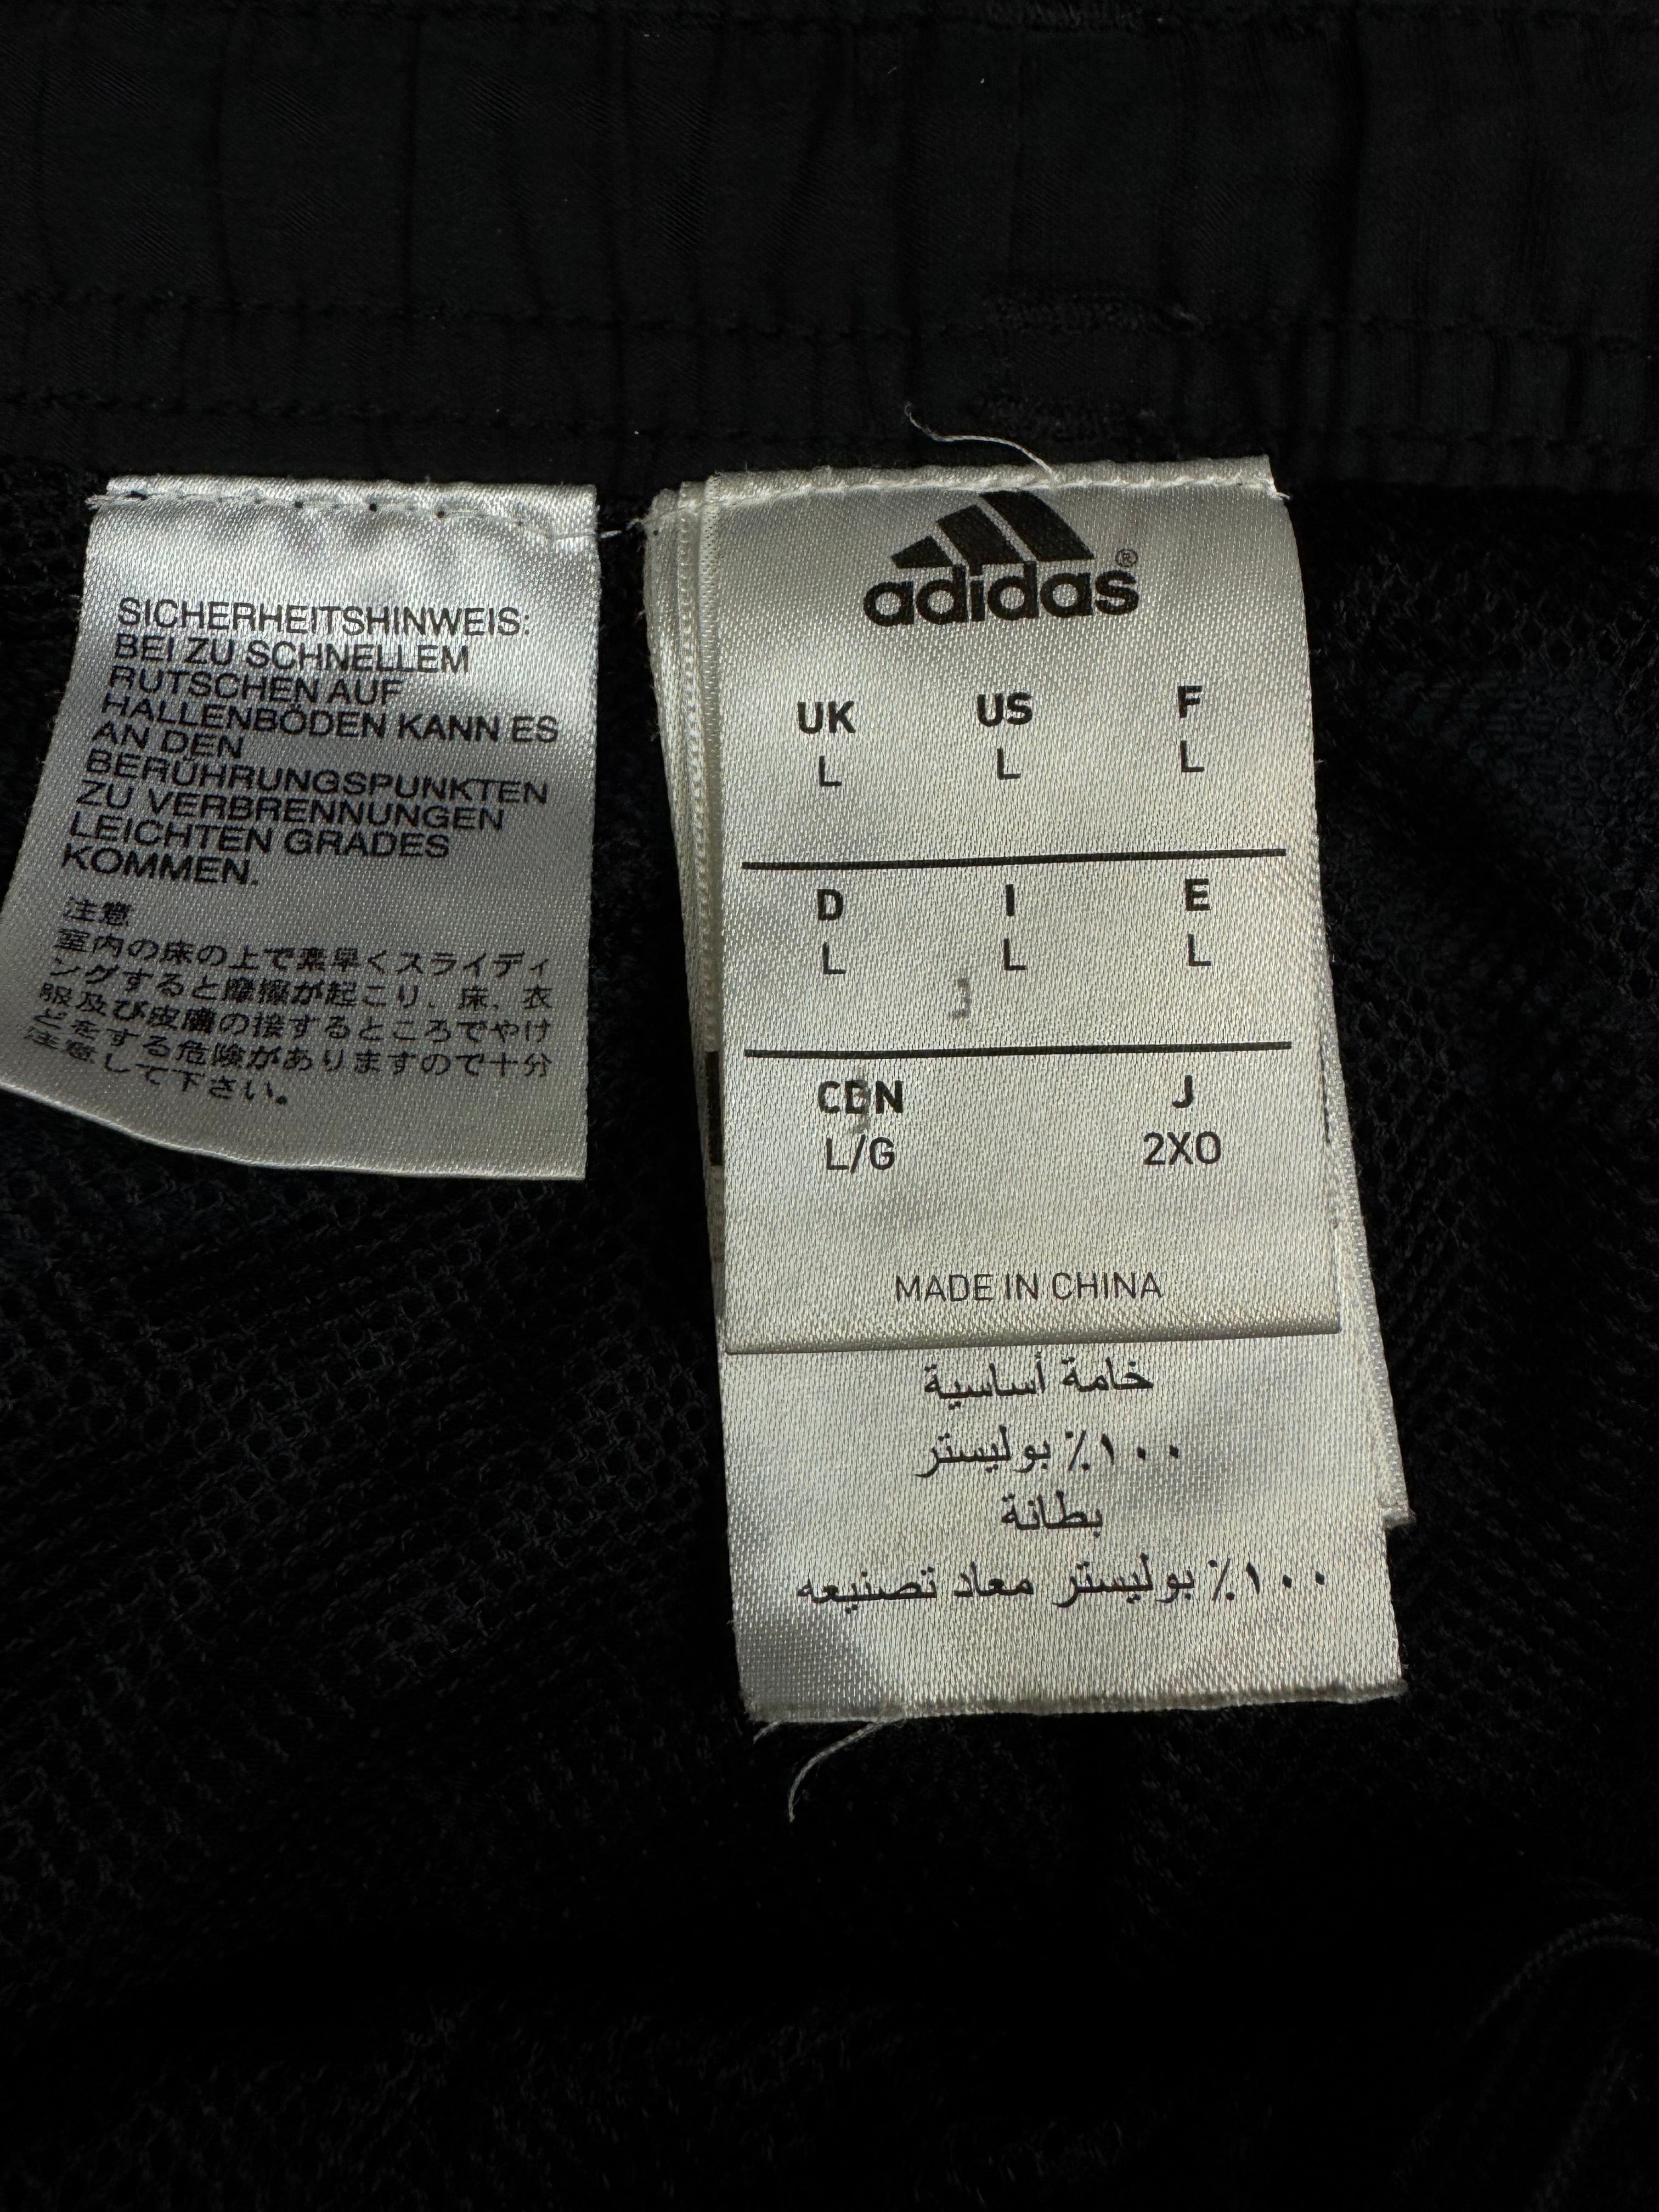 SICHERHEITSHINWEIS:
BEI ZU SCHNELLEM
RUTSCHEN AUF
HALLENBÖDEN KANN ES
AN DEN
BERÜHRUNGSPUNKTEN
ZU VERBRENNUNGEN
LEICHTEN GRADES
KOMMEN.
注意
室内の床の上で素早くスライディ
ングすると摩擦が起こり、床、衣
服及び皮膚の接するところでやけ
どをする危険がありますので十分
注意して下さい。
adidas®
UK US F
L L L
D I E
L L L
CDN J
L/G 2XO
MADE IN CHINA
خامة أساسية
١٠٠٪ بوليستر
بطانة
١٠٠٪ بوليستر معاد تصنيعه